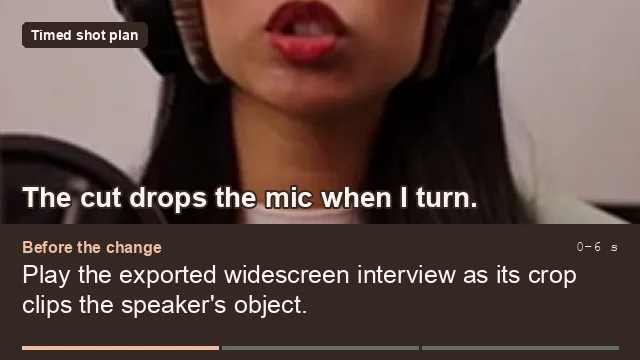 Timed shot plan
The cut drops the mic when I turn.
Before the change
0–6 s
Play the exported widescreen interview as its crop
clips the speaker's object.